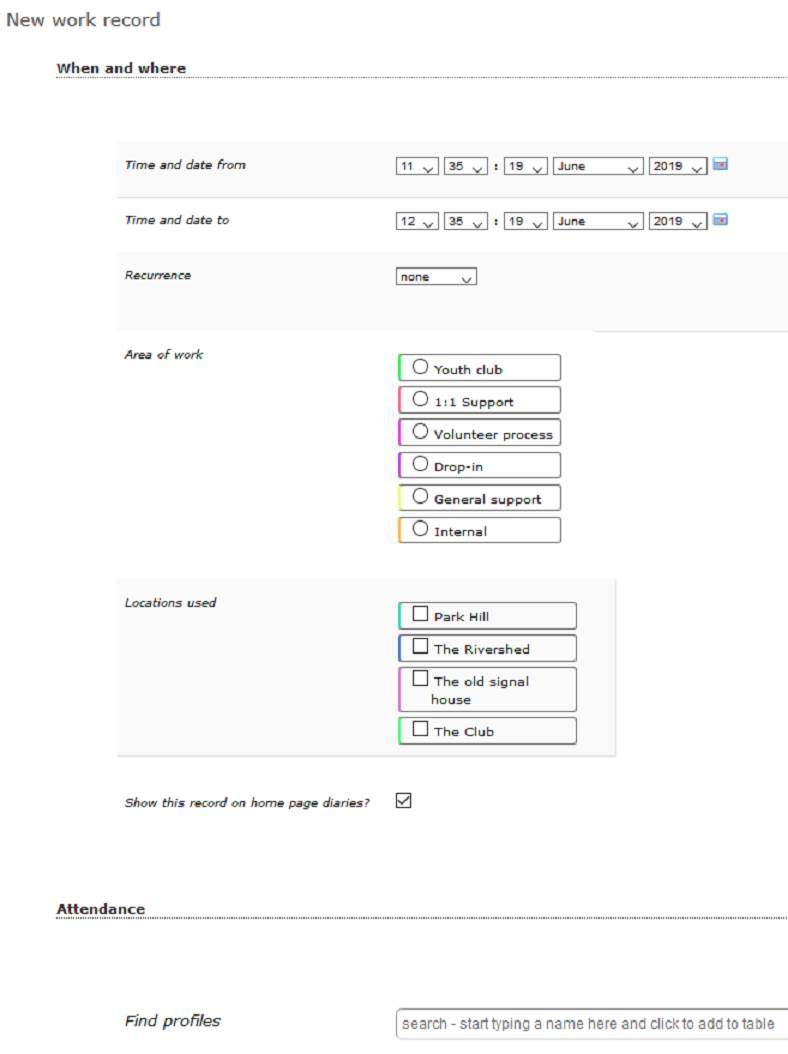 New work record
When and where
Time and date from 11 35 : 19 June 2019
Time and date to 12 35 : 19 June 2019
Recurrence none
Area of work
Youth club
1:1 Support
Volunteer process
Drop-in
General support
Internal
Locations used
Park Hill
The Rivershed
The old signal
house
The Club
Show this record on home page diaries?
Attendance
Find profiles search - start typing a name here and click to add to table